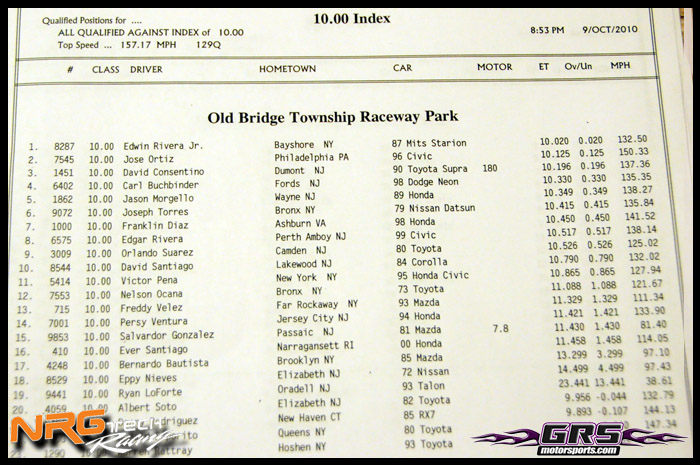 Qualified Positions for ....
10.00 Index
ALL QUALIFIED AGAINST INDEX of 10.00
8:53 PM 9/OCT/2010
Top Speed ... 157.17 MPH 129Q
# CLASS DRIVER HOMETOWN CAR MOTOR ET Ov/Un MPH
Old Bridge Township Raceway Park
1. 8287 10.00 Edwin Rivera Jr. Bayshore NY 87 Mits Starion 10.020 0.020 132.50
2. 7545 10.00 Jose Ortiz Philadelphia PA 96 Civic 10.125 0.125 150.33
3. 1451 10.00 David Consentino Dumont NJ 90 Toyota Supra 180 10.196 0.196 137.36
4. 6402 10.00 Carl Buchbinder Fords NJ 98 Dodge Neon 10.330 0.330 135.35
5. 1862 10.00 Jason Morgello Wayne NJ 89 Honda 10.349 0.349 138.27
6. 9072 10.00 Joseph Torres Bronx NY 79 Nissan Datsun 10.415 0.415 135.84
7. 1000 10.00 Franklin Diaz Ashburn VA 98 Honda 10.450 0.450 141.52
8. 6575 10.00 Edgar Rivera Perth Amboy NJ 99 Civic 10.517 0.517 138.14
9. 3009 10.00 Orlando Suarez Camden NJ 80 Toyota 10.526 0.526 125.02
10. 8544 10.00 David Santiago Lakewood NJ 84 Corolla 10.790 0.790 132.02
11. 5414 10.00 Victor Pena New York NY 95 Honda Civic 10.865 0.865 127.94
12. 7553 10.00 Nelson Ocana Bronx NY 73 Toyota 11.088 1.088 121.67
13. 715 10.00 Freddy Velez Far Rockaway NY 93 Mazda 11.329 1.329 111.34
14. 7001 10.00 Persy Ventura Jersey City NJ 94 Honda 11.421 1.421 133.90
15. 9853 10.00 Salvardor Gonzalez Passaic NJ 81 Mazda 7.8 11.430 1.430 81.40
16. 410 10.00 Ever Santiago Narragansett RI 00 Honda 11.458 1.458 114.05
17. 4248 10.00 Bernardo Bautista Brooklyn NY 85 Mazda 13.299 3.299 97.10
18. 8529 10.00 Eppy Nieves Elizabeth NJ 72 Nissan 14.499 4.499 97.43
19. 9441 10.00 Ryan LoForte Oradell NJ 93 Talon 23.441 13.441 38.61
20. 4059 10.00 Albert Soto Elizabeth NJ 82 Toyota 9.956 -0.044 132.79
New Haven CT 85 RX7 9.893 -0.107 144.13
Queens NY 80 Toyota 147.34
1290 Hoshen NY 93 Toyota
NRG Tech Racing
GRS motorsports.com